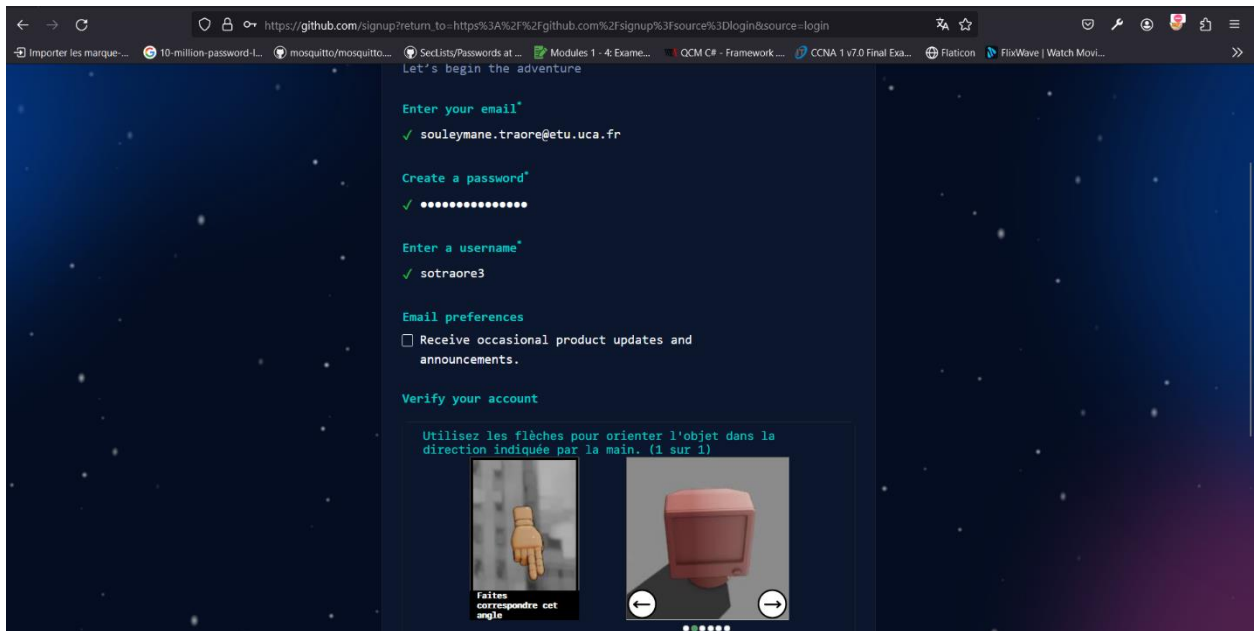 https://github.com/signup?return_to=https%3A%2F%2Fgithub.com%2Fsignup%3Fsource%3Dlogin&source=login
Importer les marque-... 10-million-password-l... mosquitto/mosquitto.... SecLists/Passwords at ... Modules 1 - 4: Exame... QCM C# - Framework .... CCNA 1 v7.0 Final Exa... Flaticon FlixWave | Watch Movi...
Let's begin the adventure
Enter your email*
✓ souleymane.traore@etu.uca.fr
Create a password*
✓ •••••••••••••••
Enter a username*
✓ sotraore3
Email preferences
Receive occasional product updates and
announcements.
Verify your account
Utilisez les flèches pour orienter l'objet dans la
direction indiquée par la main. (1 sur 1)
Faites
correspondre cet
angle